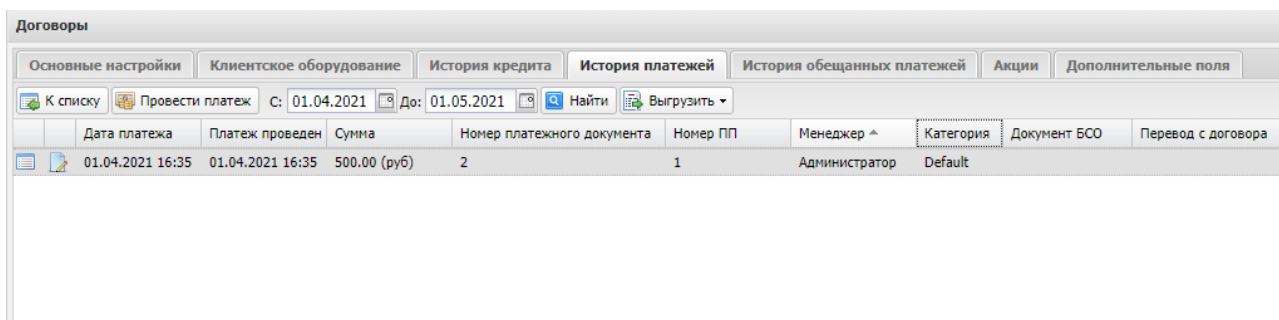 Договоры
Основные настройки Клиентское оборудование История кредита История платежей История обещанных платежей Акции Дополнительные поля
К списку Провести платеж С: 01.04.2021 До: 01.05.2021 Найти Выгрузить
Дата платежа Платеж проведен Сумма Номер платежного документа Номер ПП Менеджер Категория Документ БСО Перевод с договора
01.04.2021 16:35 01.04.2021 16:35 500.00 (руб) 2 1 Администратор Default